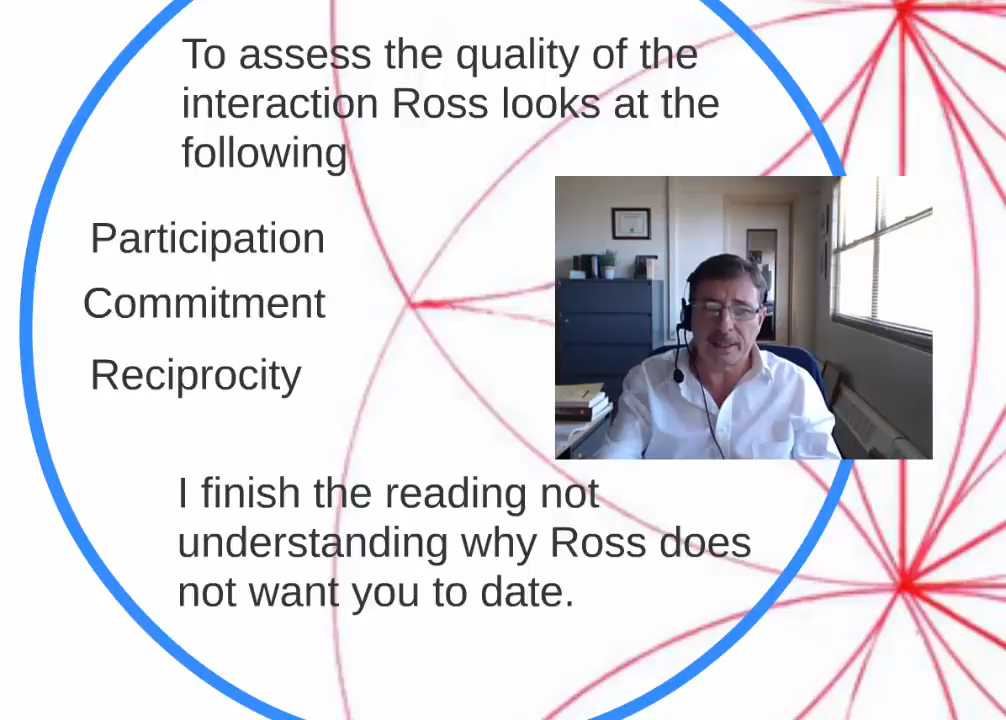 To assess the quality of the
interaction Ross looks at the
following
Participation
Commitment
Reciprocity
I finish the reading not
understanding why Ross does
not want you to date.